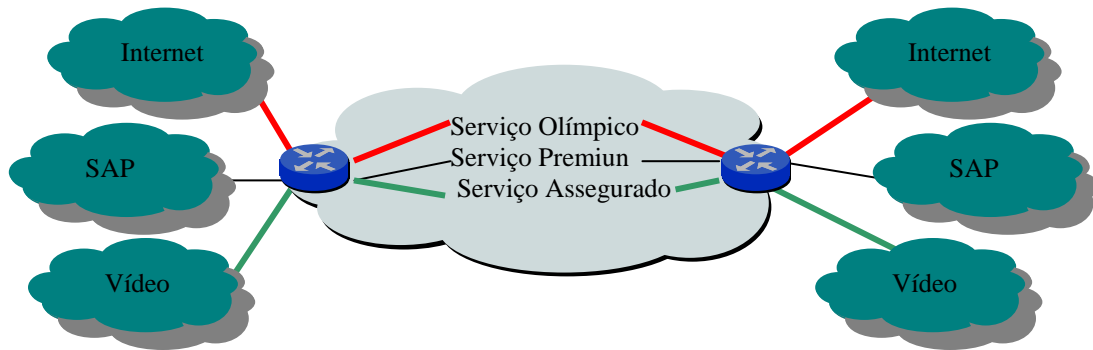 Internet
Internet
Serviço Olímpico
Serviço Premiun
SAP
SAP
Serviço Assegurado
Vídeo
Vídeo